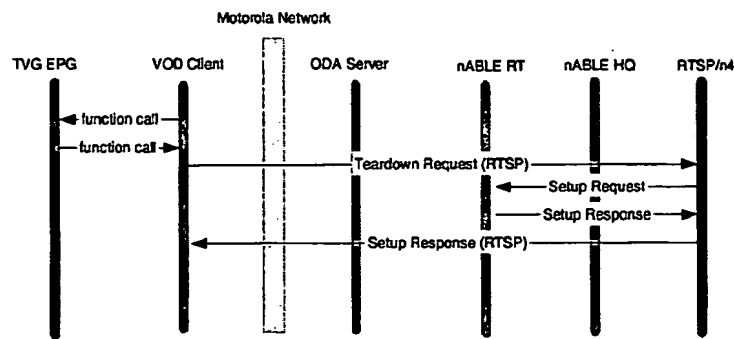 Motorola Network
TVG EPG
VOD Client
ODA Server
nABLE RT
nABLE HQ
RTSP/n4
function call
function call
Teardown Request (RTSP)
Setup Request
Setup Response
Setup Response (RTSP)